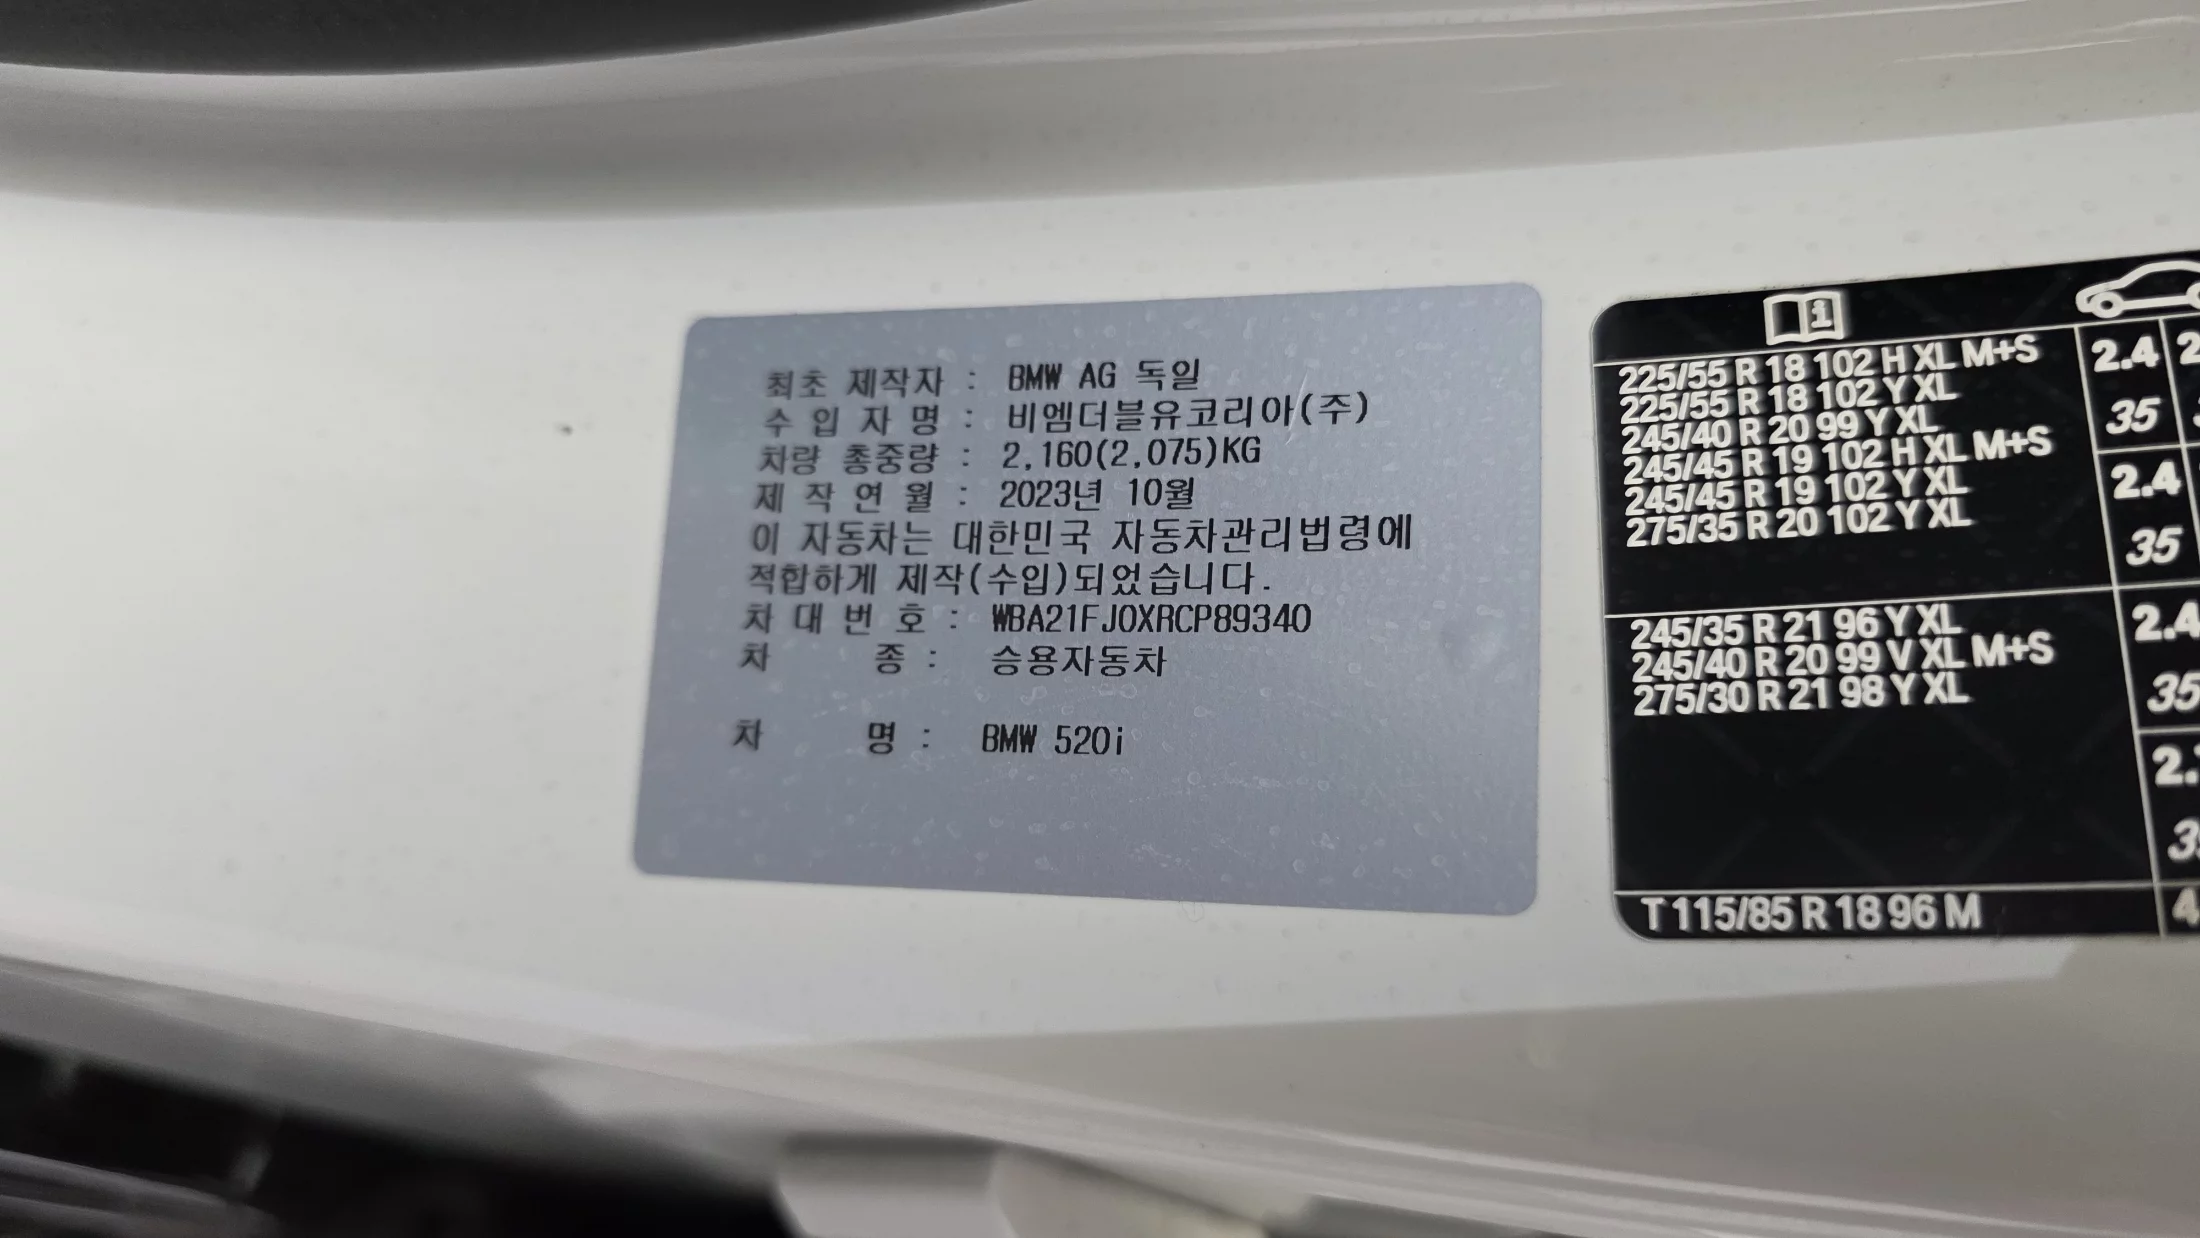 최초 제작자 : BMW AG 독일
수 입 자 명 : 비엠더블유코리아(주)
차량 총중량 : 2,160(2,075)KG
제 작 연 월 : 2023년 10월
이 자동차는 대한민국 자동차관리법령에
적합하게 제작(수입)되었습니다.
차 대 번 호 : WBA21FJ0XRCP89340
차 종 : 승용자동차
차 명 : BMW 520i
i
225/55 R 18 102 H XL M+S
225/55 R 18 102 Y XL
245/40 R 20 99 Y XL
245/45 R 19 102 H XL M+S
245/45 R 19 102 Y XL
275/35 R 20 102 Y XL
2.4
35
2.4
35
245/35 R 21 96 Y XL
245/40 R 20 99 V XL M+S
275/30 R 21 98 Y XL
2.4
35
T 115/85 R 18 96 M